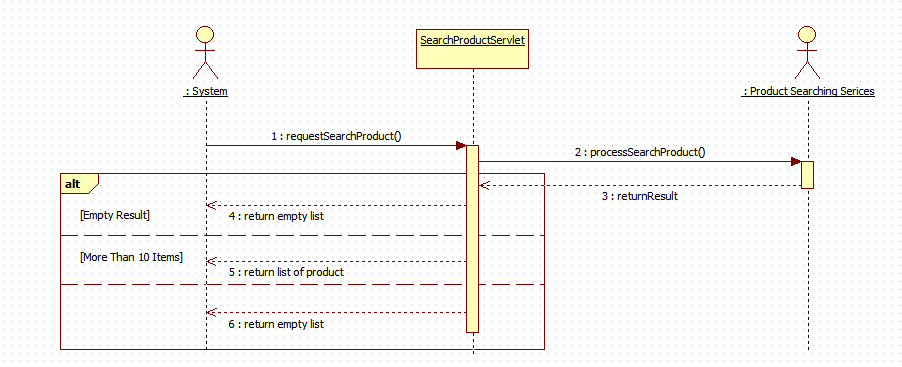 SearchProductServlet
: System
: Product Searching Serices
1 : requestSearchProduct()
2 : processSearchProduct()
alt
3 : returnResult
[Empty Result]
4 : return empty list
[More Than 10 Items]
5 : return list of product
6 : return empty list